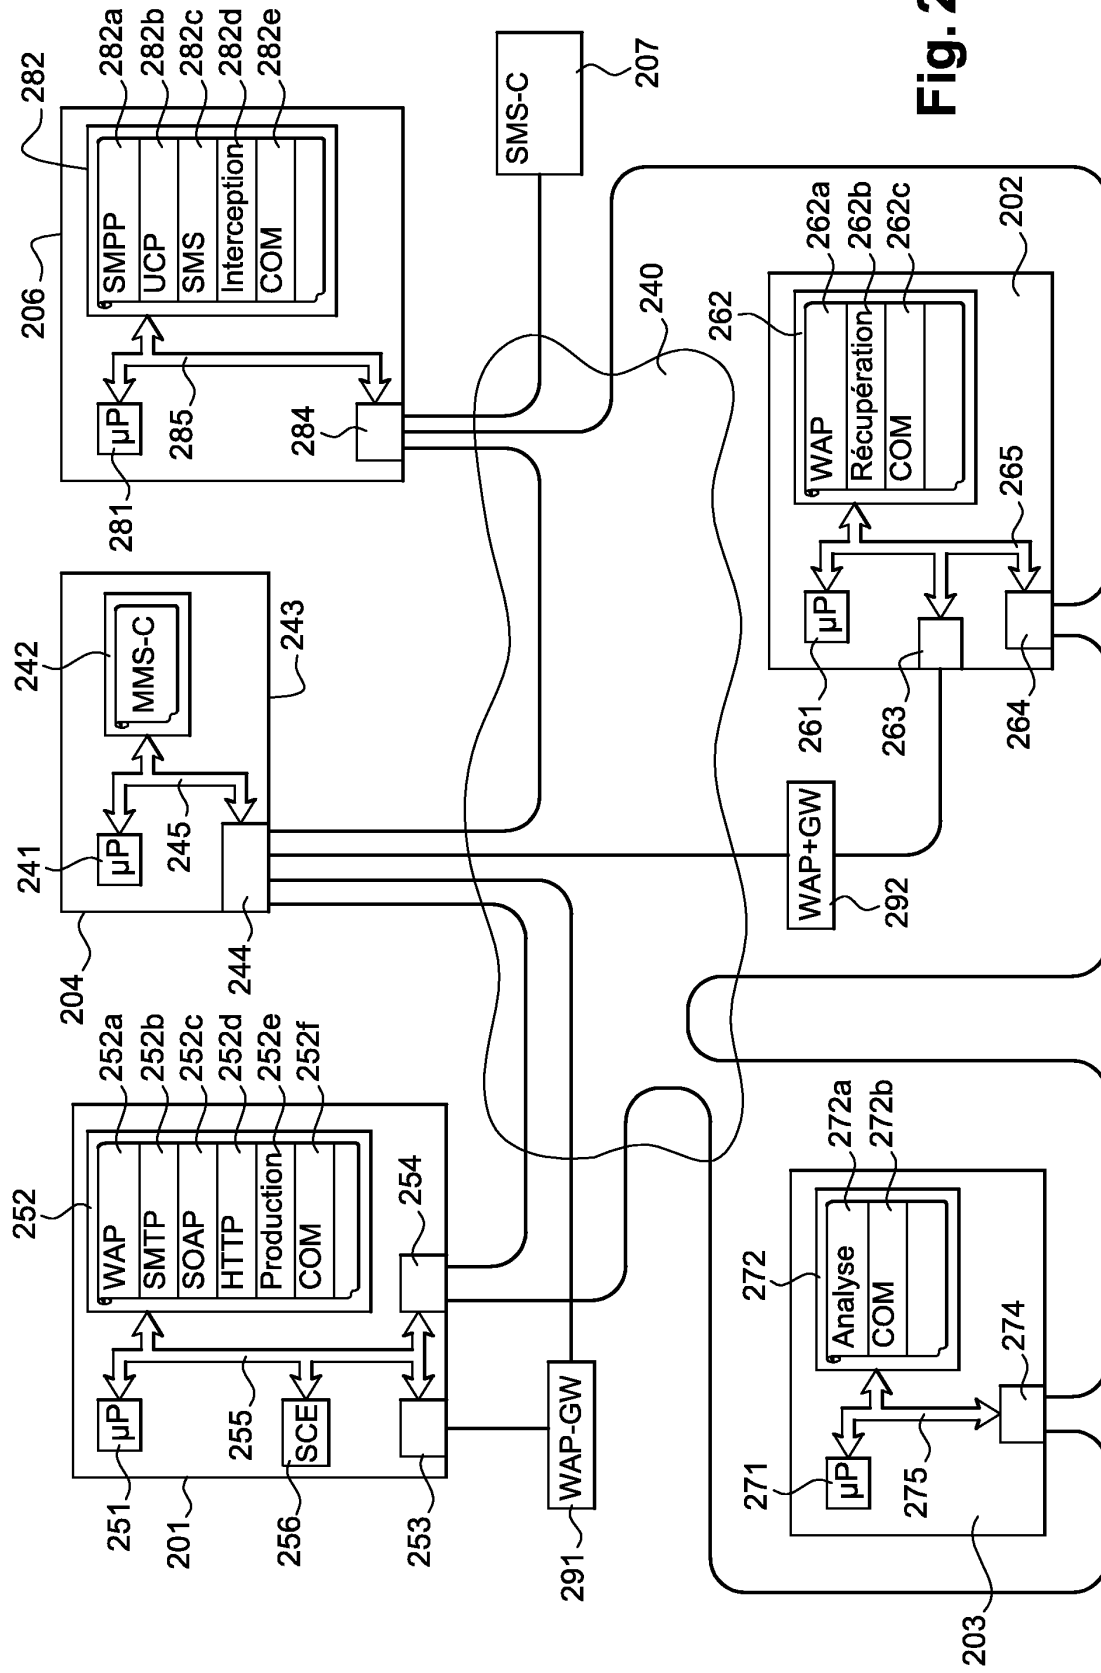 252
251
µP
WAP
252a
SMTP
252b
SOAP
252c
HTTP
252d
Production
252e
COM
252f
201
255
256
SCE
253
254
242
241
µP
MMS-C
204
245
244
243
206
282
281
µP
SMPP
282a
UCP
282b
SMS
282c
Interception
282d
COM
282e
285
284
SMS-C
207
291
WAP-GW
240
WAP+GW
292
262
261
µP
WAP
262a
Récupération
262b
COM
262c
202
263
265
264
272
271
µP
Analyse
272a
COM
272b
275
274
203
Fig. 2